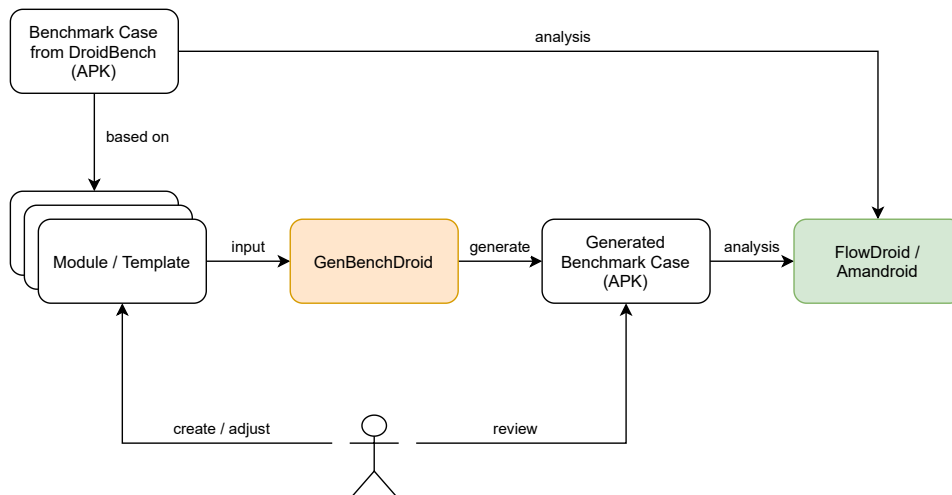 Benchmark Case
from DroidBench
(APK)
analysis
based on
Module / Template
input
GenBenchDroid
generate
Generated
Benchmark Case
(APK)
analysis
FlowDroid /
Amandroid
create / adjust
review